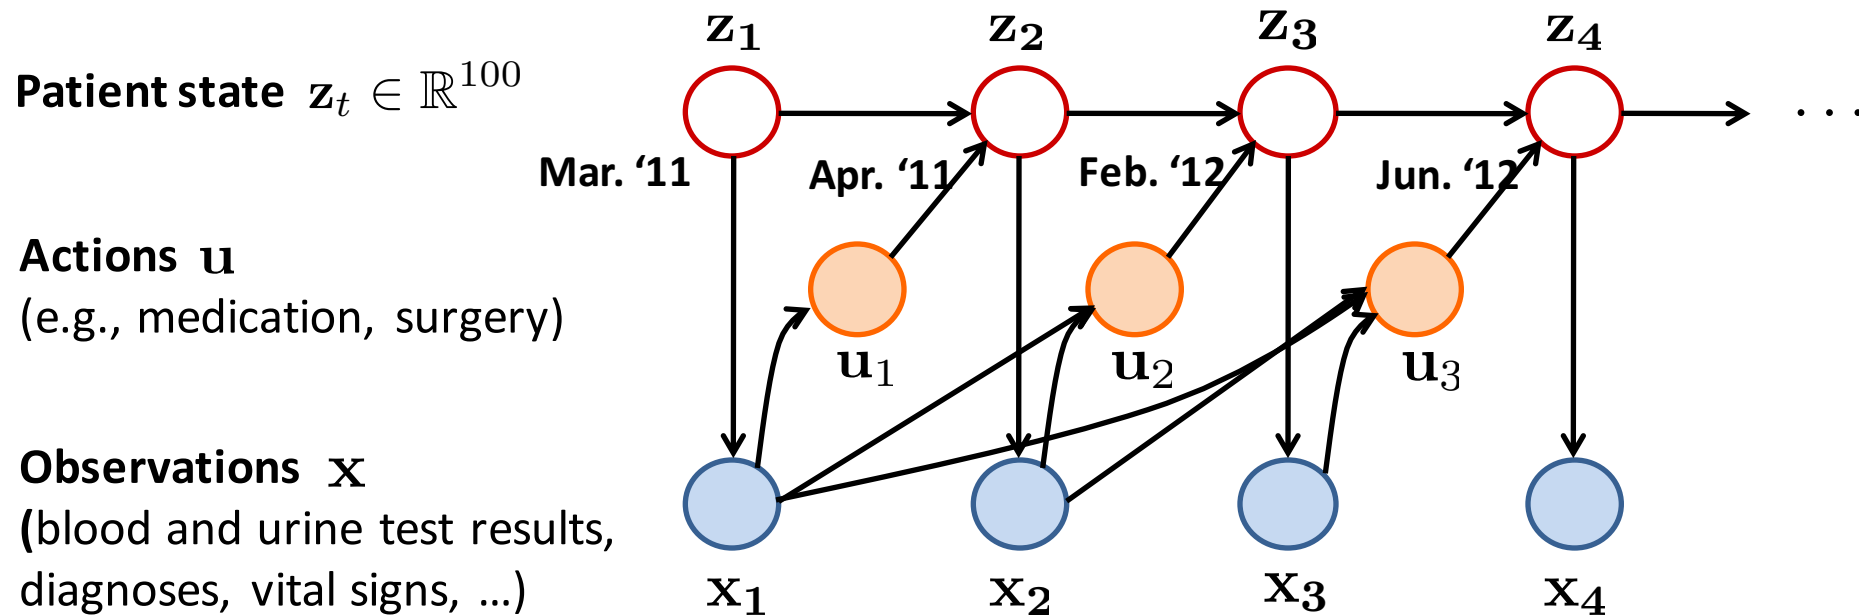 z₁ z₂ z₃ z₄
Patient state z_t ∈ ℝ¹⁰⁰
· · ·
Mar. ‘11 Apr. ‘11 Feb. ‘12 Jun. ‘12
Actions u
(e.g., medication, surgery)
u₁ u₂ u₃
Observations x
(blood and urine test results,
diagnoses, vital signs, ...)
x₁ x₂ x₃ x₄